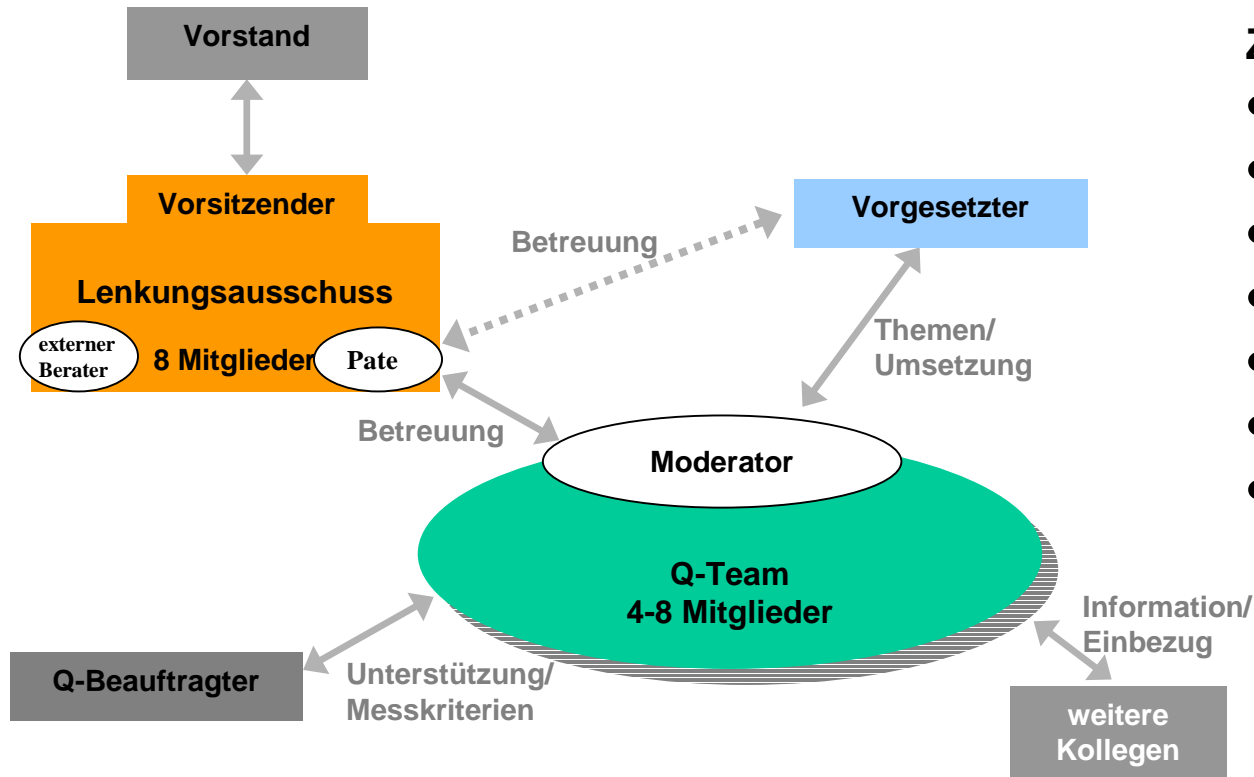 Vorstand
Vorsitzender
Lenkungsausschuss
externer
Berater
8 Mitglieder
Pate
Betreuung
Vorgesetzter
Themen/
Umsetzung
Betreuung
Moderator
Q-Team
4-8 Mitglieder
Information/
Einbezug
Q-Beauftragter
Unterstützung/
Messkriterien
weitere
Kollegen